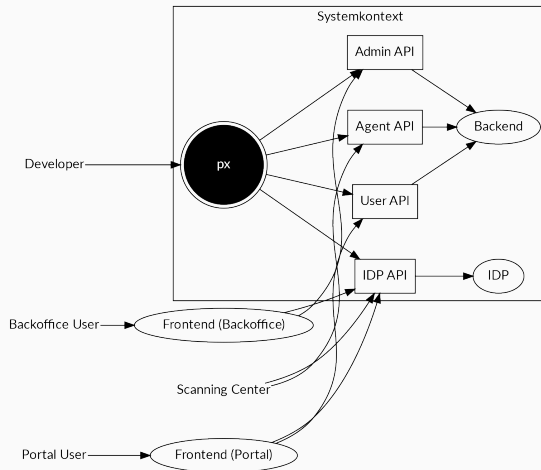 Systemkontext
Admin API
Agent API
Backend
px
Developer
User API
IDP API
IDP
Backoffice User
Frontend (Backoffice)
Scanning Center
Portal User
Frontend (Portal)